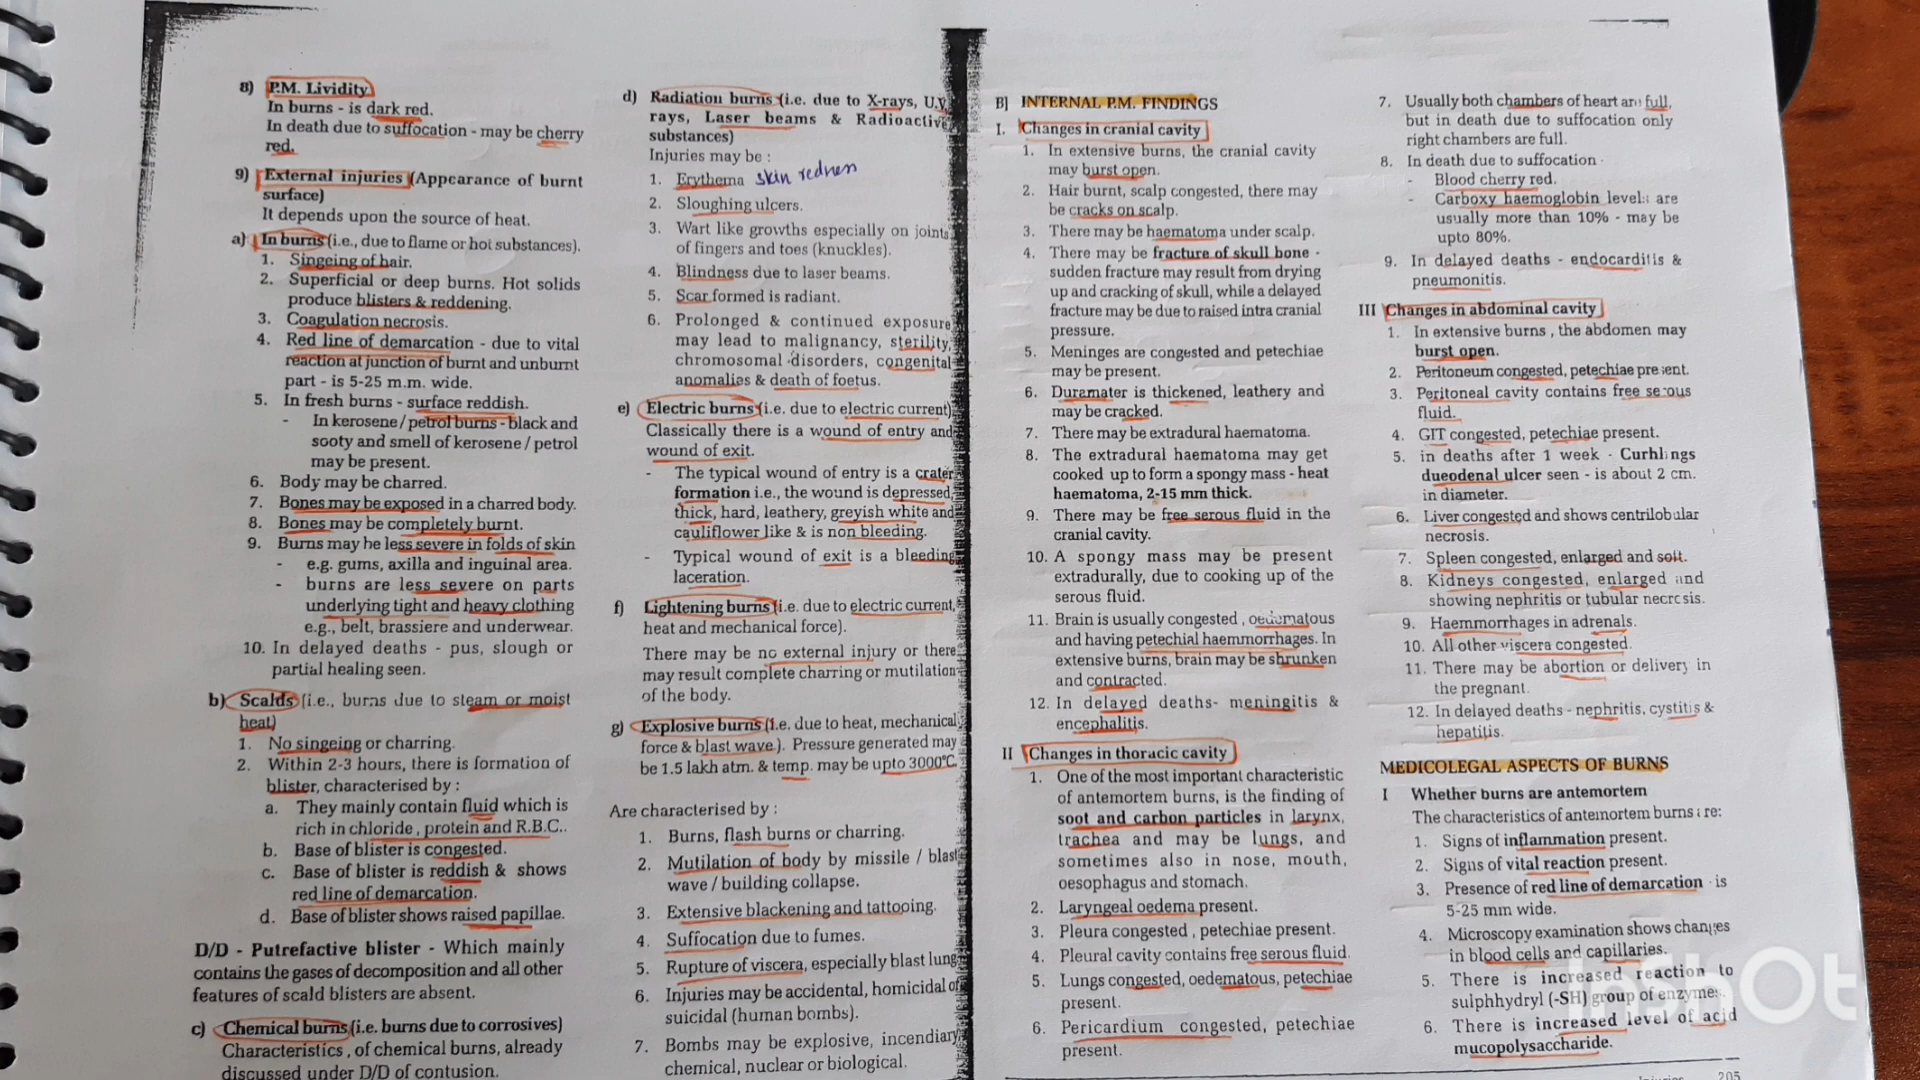 8) P.M. Lividity
In burns - is dark red.
In death due to suffocation - may be cherry
red.
9) External injuries (Appearance of burnt
surface)
It depends upon the source of heat.
a) In burns (i.e., due to flame or hot substances).
1. Singeing of hair.
2. Superficial or deep burns. Hot solids
produce blisters & reddening.
3. Coagulation necrosis.
4. Red line of demarcation - due to vital
reaction at junction of burnt and unburnt
part - is 5-25 m.m. wide.
5. In fresh burns - surface reddish.
- In kerosene / petrol burns - black and
sooty and smell of kerosene / petrol
may be present.
6. Body may be charred.
7. Bones may be exposed in a charred body.
8. Bones may be completely burnt.
9. Burns may he less severe in folds of skin
- e.g. gums, axilla and inguinal area.
- burns are less severe on parts
underlying tight and heavy clothing
e.g., belt, brassiere and underwear.
10. In delayed deaths - pus, slough or
partial healing seen.
b) Scalds (i.e., burns due to steam or moist
heat)
1. No singeing or charring.
2. Within 2-3 hours, there is formation of
blister, characterised by :
a. They mainly contain fluid which is
rich in chloride, protein and R.B.C..
b. Base of blister is congested.
c. Base of blister is reddish & shows
red line of demarcation.
d. Base of blister shows raised papillae.
D/D - Putrefactive blister - Which mainly
contains the gases of decomposition and all other
features of scald blisters are absent.
c) Chemical burns (i.e. burns due to corrosives)
Characteristics, of chemical burns, already
discussed under D/D of contusion.
d) Radiation burns (i.e. due to X-rays, U.V.
rays, Laser beams & Radioactive
substances)
Injuries may be :
1. Erythema skin redness
2. Sloughing ulcers.
3. Wart like growths especially on joints
of fingers and toes (knuckles).
4. Blindness due to laser beams.
5. Scar formed is radiant.
6. Prolonged & continued exposure
may lead to malignancy, sterility,
chromosomal disorders, congenital
anomalies & death of foetus.
e) Electric burns (i.e. due to electric current)
Classically there is a wound of entry and
wound of exit.
- The typical wound of entry is a crater
formation i.e., the wound is depressed,
thick, hard, leathery, greyish white and
cauliflower like & is non bleeding.
- Typical wound of exit is a bleeding
laceration.
f) Lightening burns (i.e. due to electric current,
heat and mechanical force).
There may be no external injury or there
may result complete charring or mutilation
of the body.
g) Explosive burns (i.e. due to heat, mechanical
force & blast wave). Pressure generated may
be 1.5 lakh atm. & temp. may be upto 3000°C.
Are characterised by :
1. Burns, flash burns or charring.
2. Mutilation of body by missile / blast
wave / building collapse.
3. Extensive blackening and tattooing.
4. Suffocation due to fumes.
5. Rupture of viscera, especially blast lung.
6. Injuries may be accidental, homicidal or
suicidal (human bombs).
7. Bombs may be explosive, incendiary,
chemical, nuclear or biological.
B] INTERNAL P.M. FINDINGS
I. Changes in cranial cavity
1. In extensive burns, the cranial cavity
may burst open.
2. Hair burnt, scalp congested, there may
be cracks on scalp.
3. There may be haematoma under scalp.
4. There may be fracture of skull bone -
sudden fracture may result from drying
up and cracking of skull, while a delayed
fracture may be due to raised intra cranial
pressure.
5. Meninges are congested and petechiae
may be present.
6. Duramater is thickened, leathery and
may be cracked.
7. There may be extradural haematoma.
8. The extradural haematoma may get
cooked up to form a spongy mass - heat
haematoma, 2-15 mm thick.
9. There may be free serous fluid in the
cranial cavity.
10. A spongy mass may be present
extradurally, due to cooking up of the
serous fluid.
11. Brain is usually congested, oedematous
and having petechial haemmorrhages. In
extensive burns, brain may be shrunken
and contracted.
12. In delayed deaths- meningitis &
encephalitis.
II Changes in thoracic cavity
1. One of the most important characteristic
of antemortem burns, is the finding of
soot and carbon particles in larynx,
trachea and may be lungs, and
sometimes also in nose, mouth,
oesophagus and stomach.
2. Laryngeal oedema present.
3. Pleura congested, petechiae present.
4. Pleural cavity contains free serous fluid.
5. Lungs congested, oedematous, petechiae
present.
6. Pericardium congested, petechiae
present.
7. Usually both chambers of heart are full,
but in death due to suffocation only
right chambers are full.
8. In death due to suffocation -
- Blood cherry red.
- Carboxy haemoglobin levels are
usually more than 10% - may be
upto 80%.
9. In delayed deaths - endocarditis &
pneumonitis.
III Changes in abdominal cavity
1. In extensive burns, the abdomen may
burst open.
2. Peritoneum congested, petechiae present.
3. Peritoneal cavity contains free serous
fluid.
4. GIT congested, petechiae present.
5. in deaths after 1 week - Curhlings
dueodenal ulcer seen - is about 2 cm.
in diameter.
6. Liver congested and shows centrilobular
necrosis.
7. Spleen congested, enlarged and soft.
8. Kidneys congested, enlarged and
showing nephritis or tubular necrosis.
9. Haemmorrhages in adrenals.
10. All other viscera congested.
11. There may be abortion or delivery in
the pregnant.
12. In delayed deaths - nephritis, cystitis &
hepatitis.
MEDICOLEGAL ASPECTS OF BURNS
I Whether burns are antemortem
The characteristics of antemortem burns are:
1. Signs of inflammation present.
2. Signs of vital reaction present.
3. Presence of red line of demarcation - is
5-25 mm wide.
4. Microscopy examination shows changes
in blood cells and capillaries.
5. There is increased reaction to
sulphhydryl (-SH) group of enzymes.
6. There is increased level of acid
mucopolysaccharide.
Injuries 205
InShOt